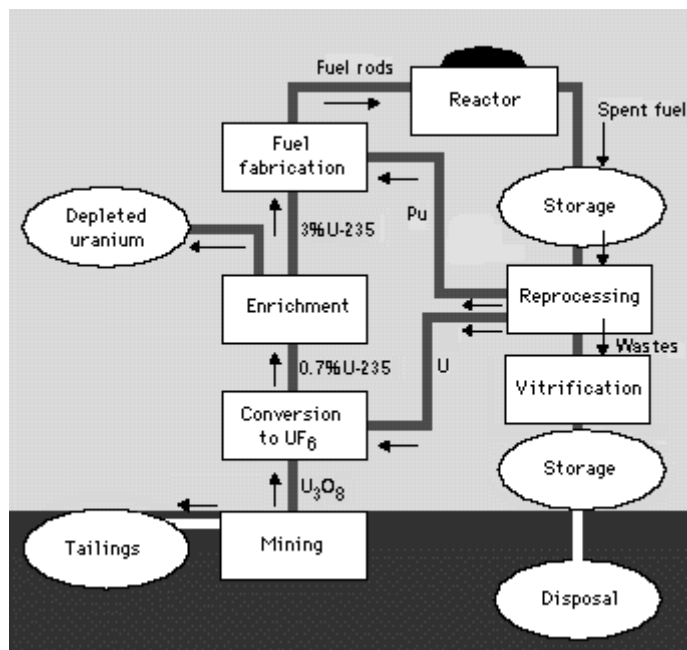 Fuel rods
Reactor
Spent fuel
Fuel
fabrication
Storage
Depleted
uranium
Pu
3%U-235
Enrichment
Reprocessing
0.7%U-235
U
Wastes
Vitrification
Conversion
to UF₆
Storage
U₃O₈
Tailings
Mining
Disposal